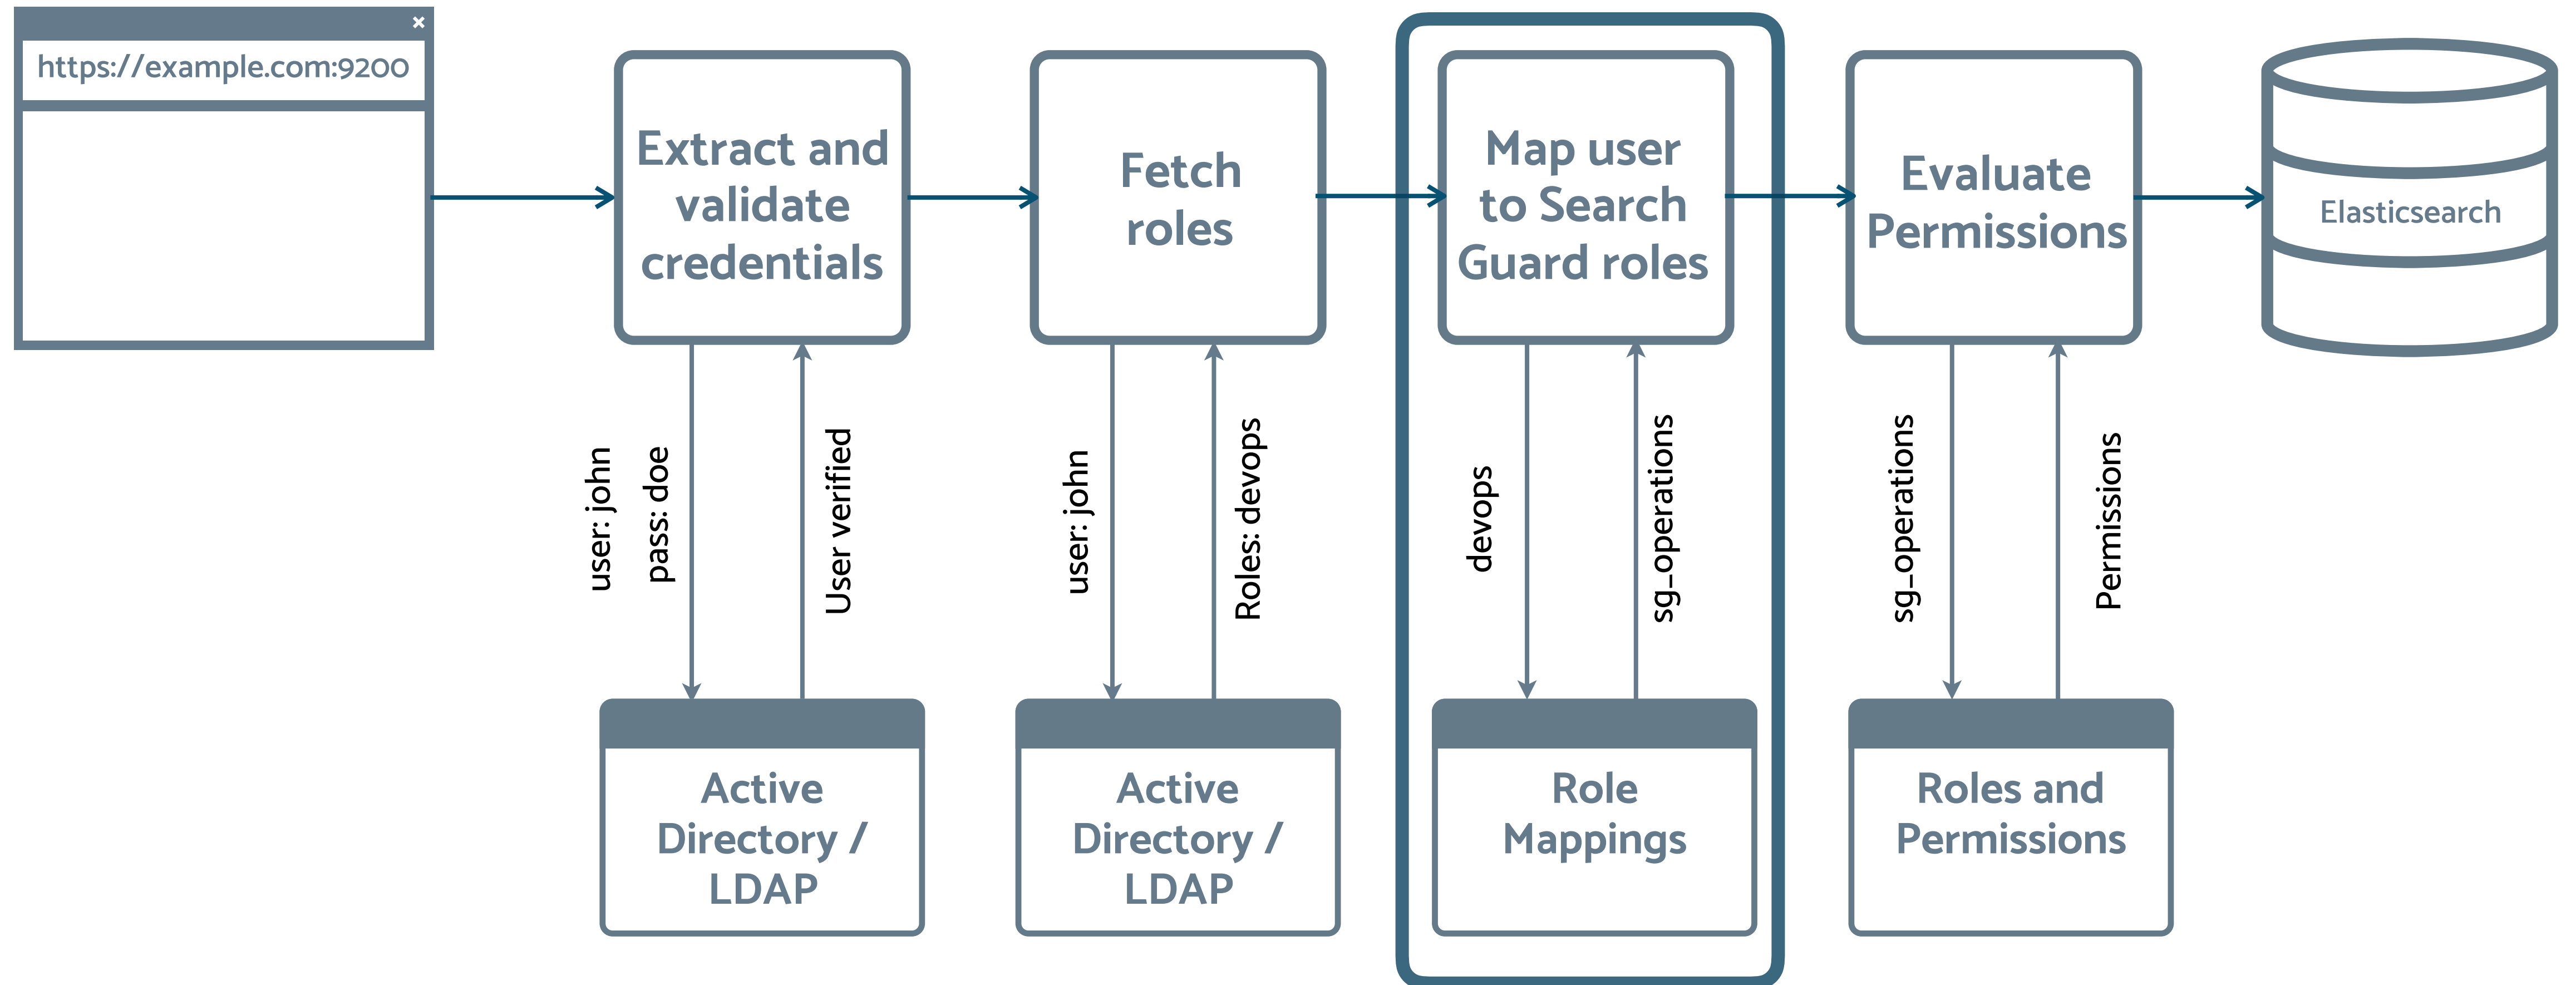 ×
https://example.com:9200
Extract and
validate
credentials
Fetch
roles
Map user
to Search
Guard roles
Evaluate
Permissions
Elasticsearch
user: john
pass: doe
User verified
user: john
Roles: devops
devops
sg_operations
sg_operations
Permissions
Active
Directory /
LDAP
Active
Directory /
LDAP
Role
Mappings
Roles and
Permissions